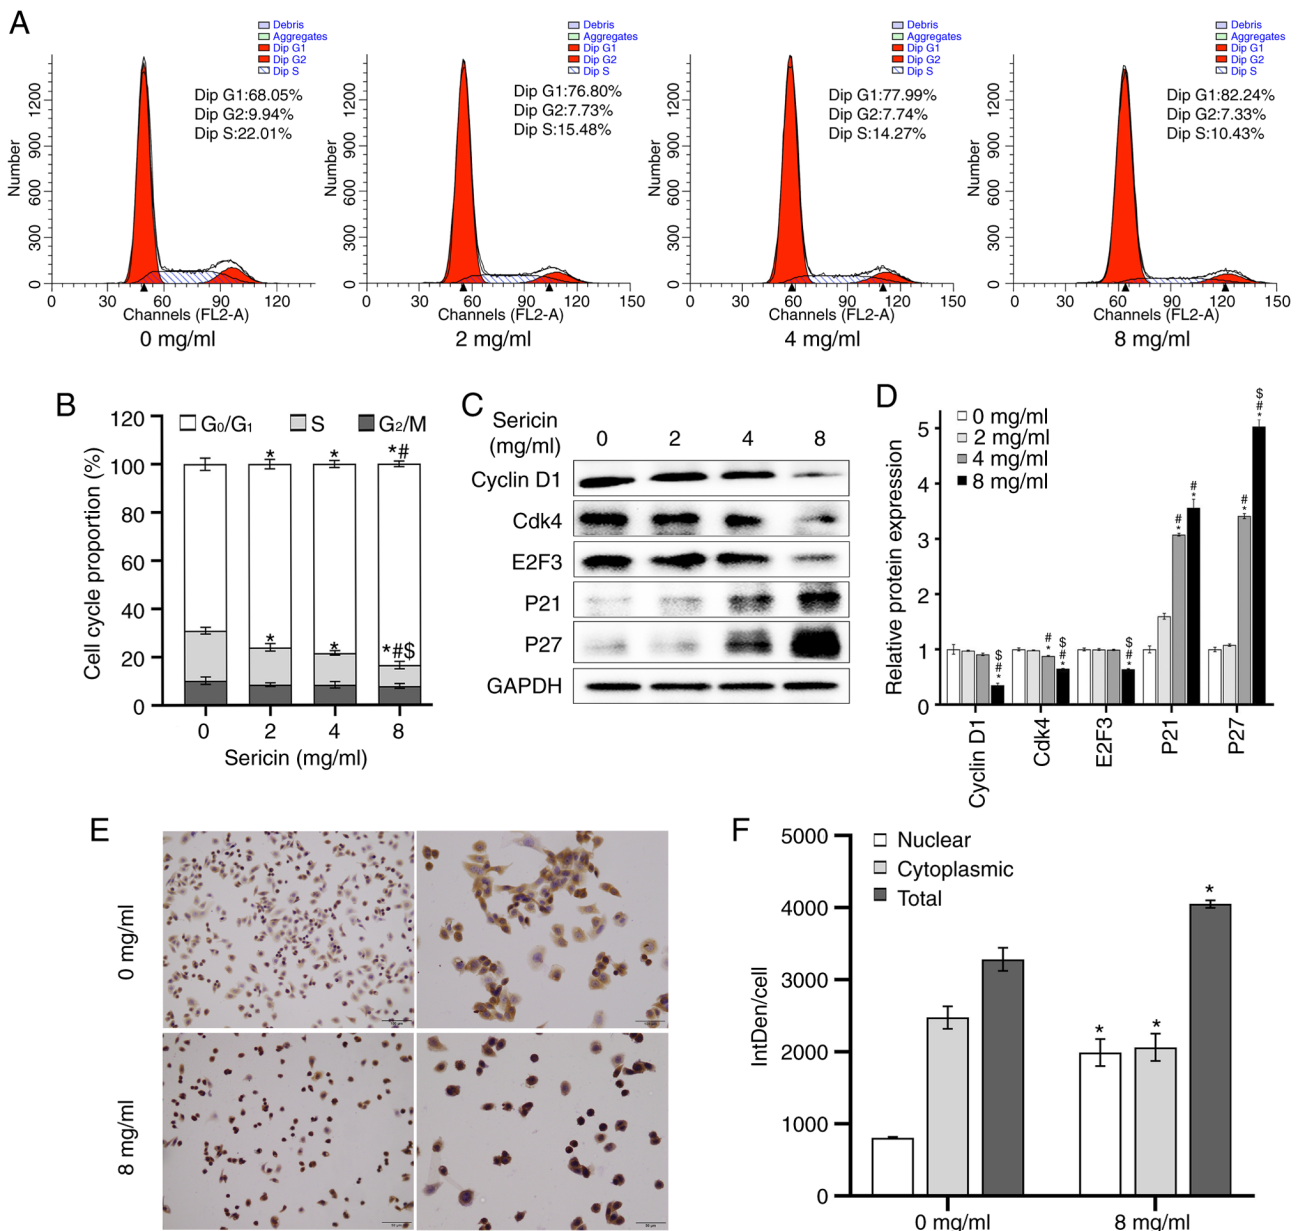 A
Debris
Aggregates
Dip G1
Dip G2
Dip S
Dip G1:68.05%
Dip G2:9.94%
Dip S:22.01%
Number
0 300 600 900 1200
0 30 60 90 120
Channels (FL2-A)
0 mg/ml
Debris
Aggregates
Dip G1
Dip G2
Dip S
Dip G1:76.80%
Dip G2:7.73%
Dip S:15.48%
Number
0 300 600 900 1200
0 30 60 90 120 150
Channels (FL2-A)
2 mg/ml
Debris
Aggregates
Dip G1
Dip G2
Dip S
Dip G1:77.99%
Dip G2:7.74%
Dip S:14.27%
Number
0 300 600 900 1200
0 30 60 90 120 150
Channels (FL2-A)
4 mg/ml
Debris
Aggregates
Dip G1
Dip G2
Dip S
Dip G1:82.24%
Dip G2:7.33%
Dip S:10.43%
Number
0 300 600 900 1200
0 30 60 90 120 150
Channels (FL2-A)
8 mg/ml
B
G0/G1 S G2/M
Cell cycle proportion (%)
120
100
80
60
40
20
0
* * *#
* * *#$
0 2 4 8
Sericin (mg/ml)
C
Sericin
(mg/ml) 0 2 4 8
Cyclin D1
Cdk4
E2F3
P21
P27
GAPDH
D
0 mg/ml
2 mg/ml
4 mg/ml
8 mg/ml
Relative protein expression
5
4
3
2
1
0
$
#
*
#
*
$
#
*
$
#
*
#
*
#
*
#
*
$
#
*
Cyclin D1
Cdk4
E2F3
P21
P27
E
0 mg/ml
8 mg/ml
F
Nuclear
Cytoplasmic
Total
IntDen/cell
5000
4000
3000
2000
1000
0
* * *
0 mg/ml 8 mg/ml